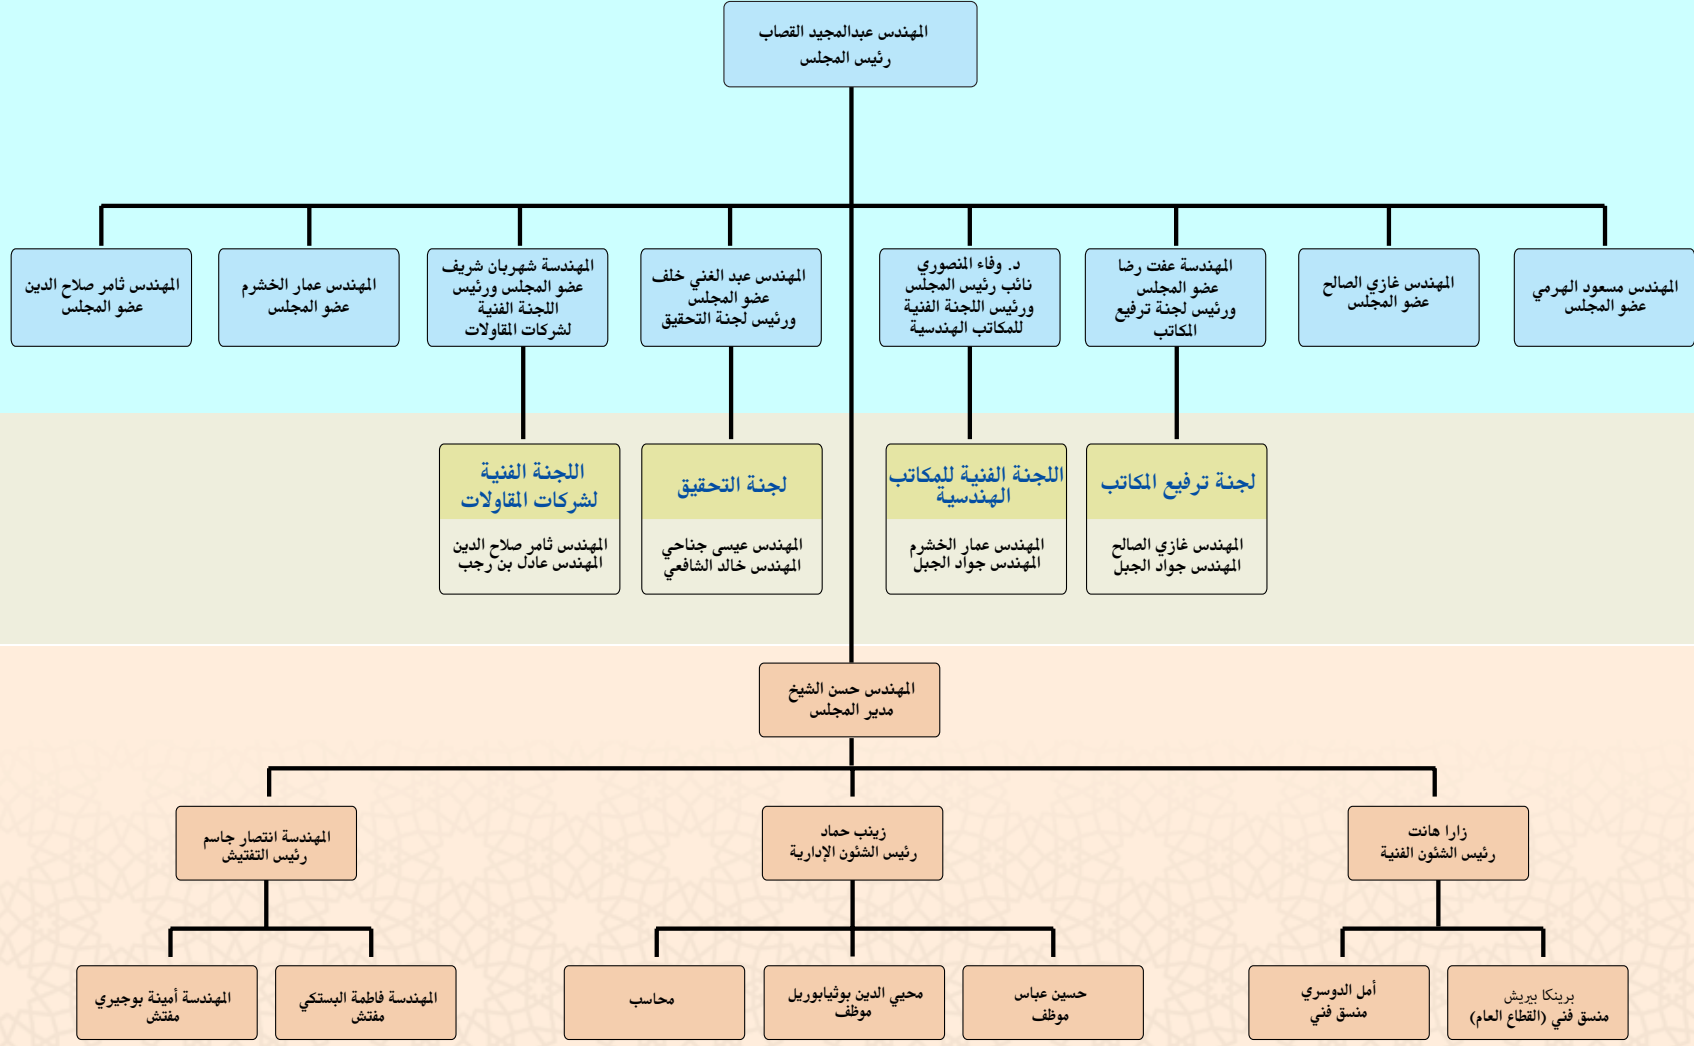 المهندس عبدالمجيد القصاب
رئيس المجلس
المهندس مسعود الهرمي
عضو المجلس
المهندس غازي الصالح
عضو المجلس
المهندسة عفت رضا
عضو المجلس
ورئيس لجنة ترفيع
المكاتب
د. وفاء المنصوري
نائب رئيس المجلس
ورئيس اللجنة الفنية
للمكاتب الهندسية
المهندس عبد الغني خلف
عضو المجلس
ورئيس لجنة التحقيق
المهندسة شهربان شريف
عضو المجلس ورئيس
اللجنة الفنية
لشركات المقاولات
المهندس عمار الخشرم
عضو المجلس
المهندس ثامر صلاح الدين
عضو المجلس
لجنة ترفيع المكاتب
المهندس غازي الصالح
المهندس جواد الجبل
اللجنة الفنية للمكاتب
الهندسية
المهندس عمار الخشرم
المهندس جواد الجبل
لجنة التحقيق
المهندس عيسى جناحي
المهندس خالد الشافعي
اللجنة الفنية
لشركات المقاولات
المهندس ثامر صلاح الدين
المهندس عادل بن رجب
المهندس حسن الشيخ
مدير المجلس
زارا هانت
رئيس الشئون الفنية
زينب حماد
رئيس الشئون الإدارية
المهندسة انتصار جاسم
رئيس التفتيش
برينكا بيريش
منسق فني (القطاع العام)
أمل الدوسري
منسق فني
حسين عباس
موظف
محيي الدين بوثيابوريل
موظف
محاسب
المهندسة فاطمة البستكي
مفتش
المهندسة أمينة بوجيري
مفتش